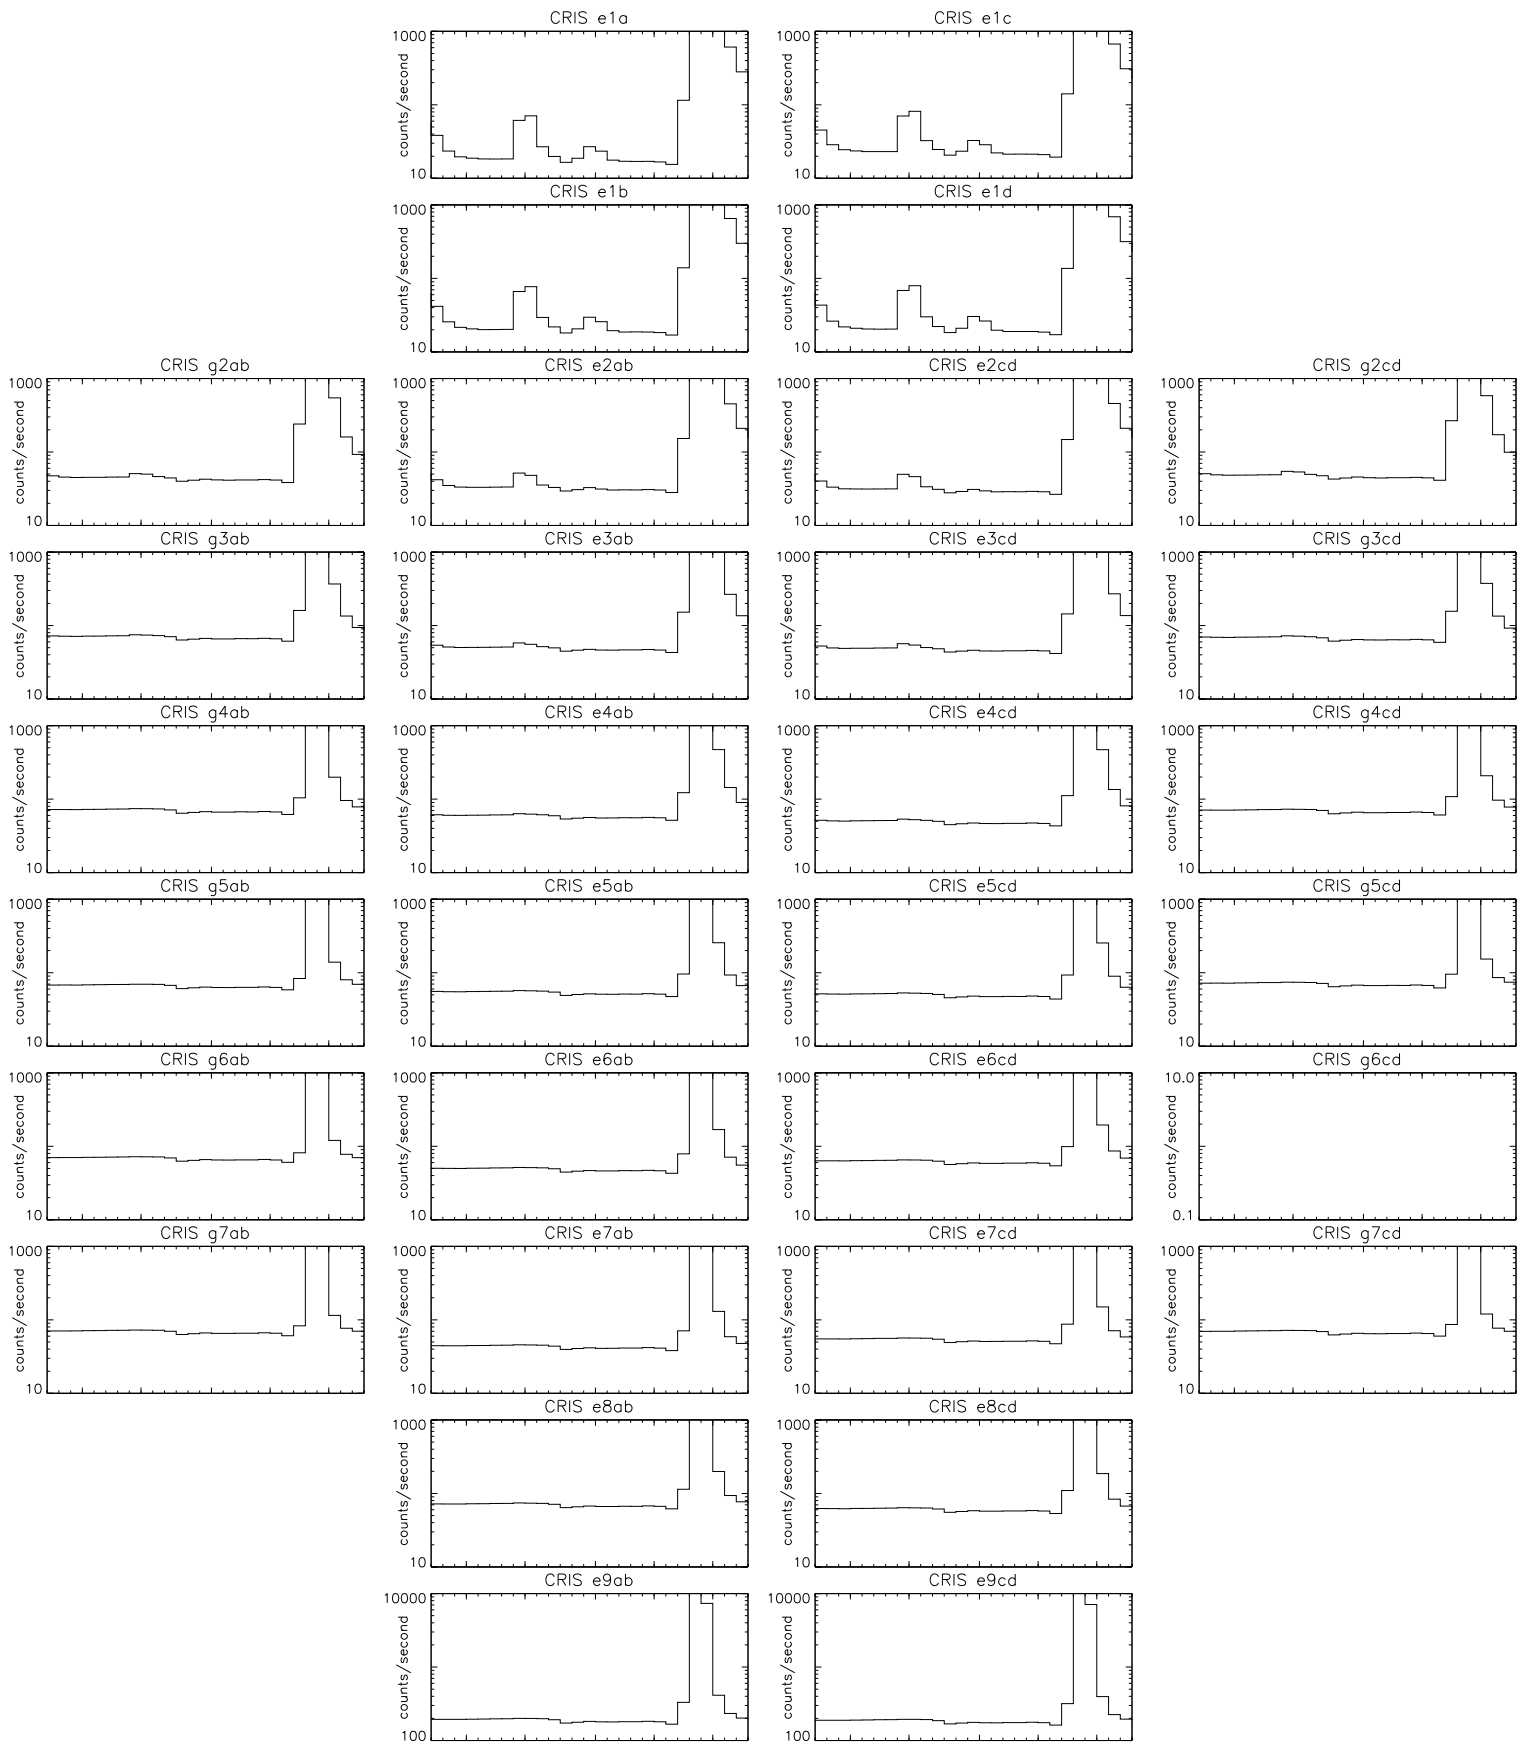 CRIS e1a
1000
counts/second
10
CRIS e1c
1000
counts/second
10
CRIS e1b
1000
counts/second
10
CRIS e1d
1000
counts/second
10
CRIS g2ab
1000
counts/second
10
CRIS e2ab
1000
counts/second
10
CRIS e2cd
1000
counts/second
10
CRIS g2cd
1000
counts/second
10
CRIS g3ab
1000
counts/second
10
CRIS e3ab
1000
counts/second
10
CRIS e3cd
1000
counts/second
10
CRIS g3cd
1000
counts/second
10
CRIS g4ab
1000
counts/second
10
CRIS e4ab
1000
counts/second
10
CRIS e4cd
1000
counts/second
10
CRIS g4cd
1000
counts/second
10
CRIS g5ab
1000
counts/second
10
CRIS e5ab
1000
counts/second
10
CRIS e5cd
1000
counts/second
10
CRIS g5cd
1000
counts/second
10
CRIS g6ab
1000
counts/second
10
CRIS e6ab
1000
counts/second
10
CRIS e6cd
1000
counts/second
10
CRIS g6cd
10.0
counts/second
0.1
CRIS g7ab
1000
counts/second
10
CRIS e7ab
1000
counts/second
10
CRIS e7cd
1000
counts/second
10
CRIS g7cd
1000
counts/second
10
CRIS e8ab
1000
counts/second
10
CRIS e8cd
1000
counts/second
10
CRIS e9ab
10000
counts/second
100
CRIS e9cd
10000
counts/second
100